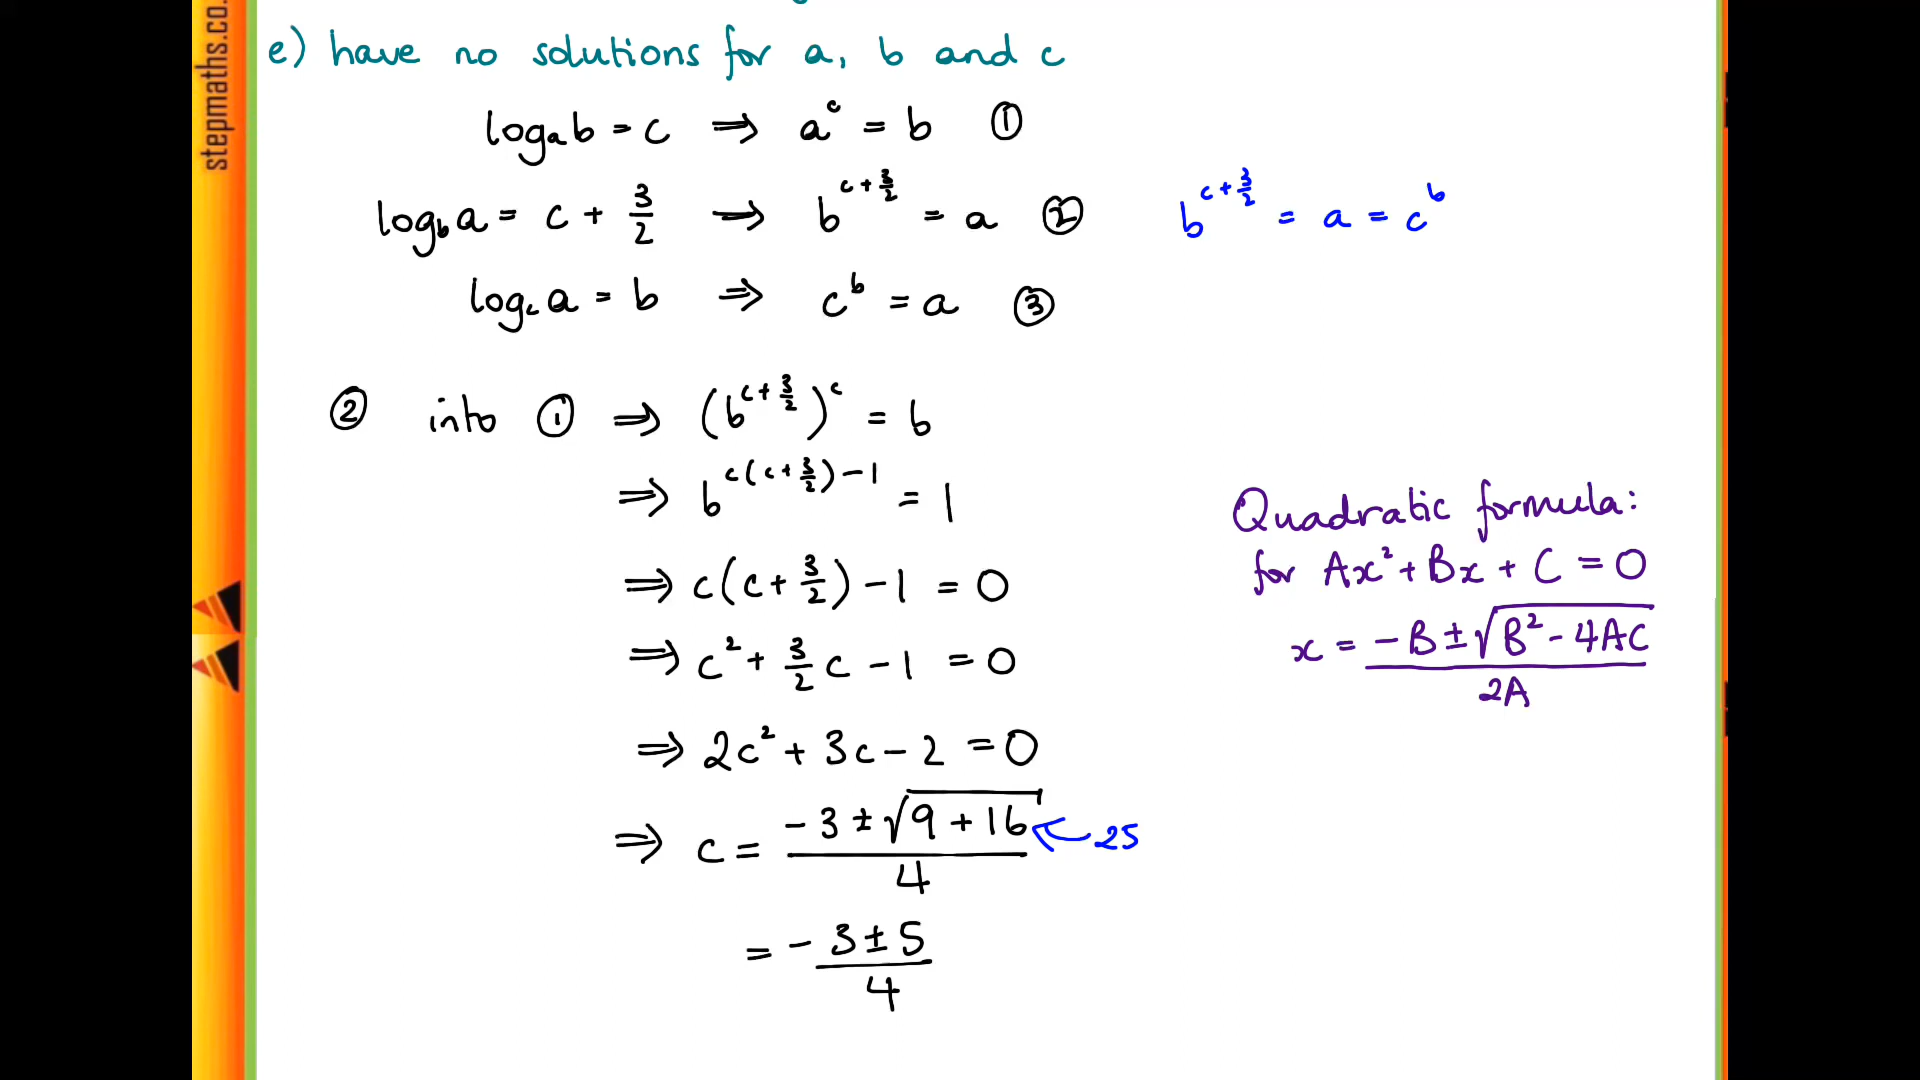 stepmaths.co.
e) have no solutions for a, b and c
logₐb = c ⇒ a^c = b ①
log_b a = c + 3/2 ⇒ b^(c+3/2) = a ② b^(c+3/2) = a = c^b
log_c a = b ⇒ c^b = a ③
② into ① ⇒ (b^(c+3/2))^c = b
⇒ b^(c(c+3/2)-1) = 1
⇒ c(c+3/2) - 1 = 0
⇒ c² + 3/2 c - 1 = 0
⇒ 2c² + 3c - 2 = 0
⇒ c = (-3 ± √(9+16))/4 ← 25
= (-3 ± 5)/4
Quadratic formula:
for Ax² + Bx + C = 0
x = (-B ± √(B² - 4AC))/2A